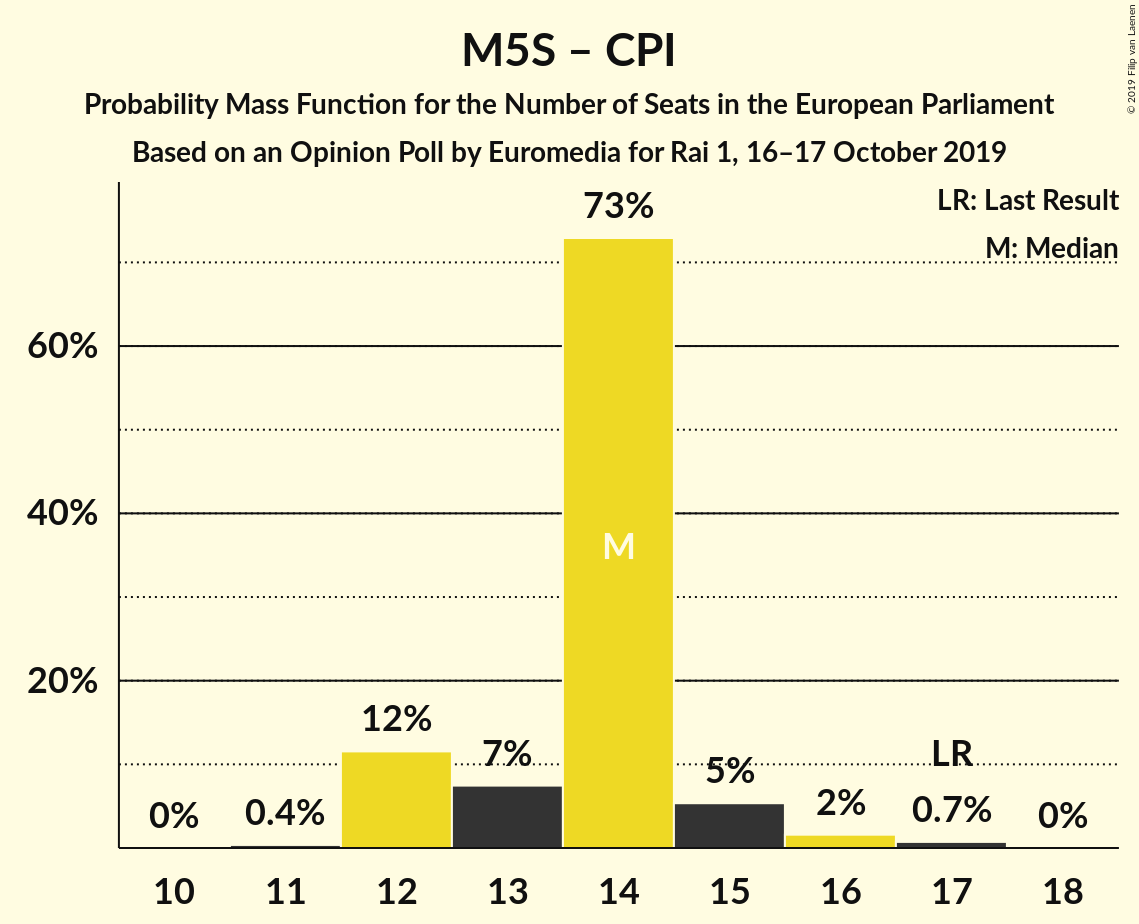 M5S – CPI
Probability Mass Function for the Number of Seats in the European Parliament
Based on an Opinion Poll by Euromedia for Rai 1, 16–17 October 2019
© 2019 Filip van Laenen
LR: Last Result
M: Median
60%
40%
20%
0%
0.4%
12%
7%
73%
M
5%
2%
LR
0.7%
0%
10 11 12 13 14 15 16 17 18